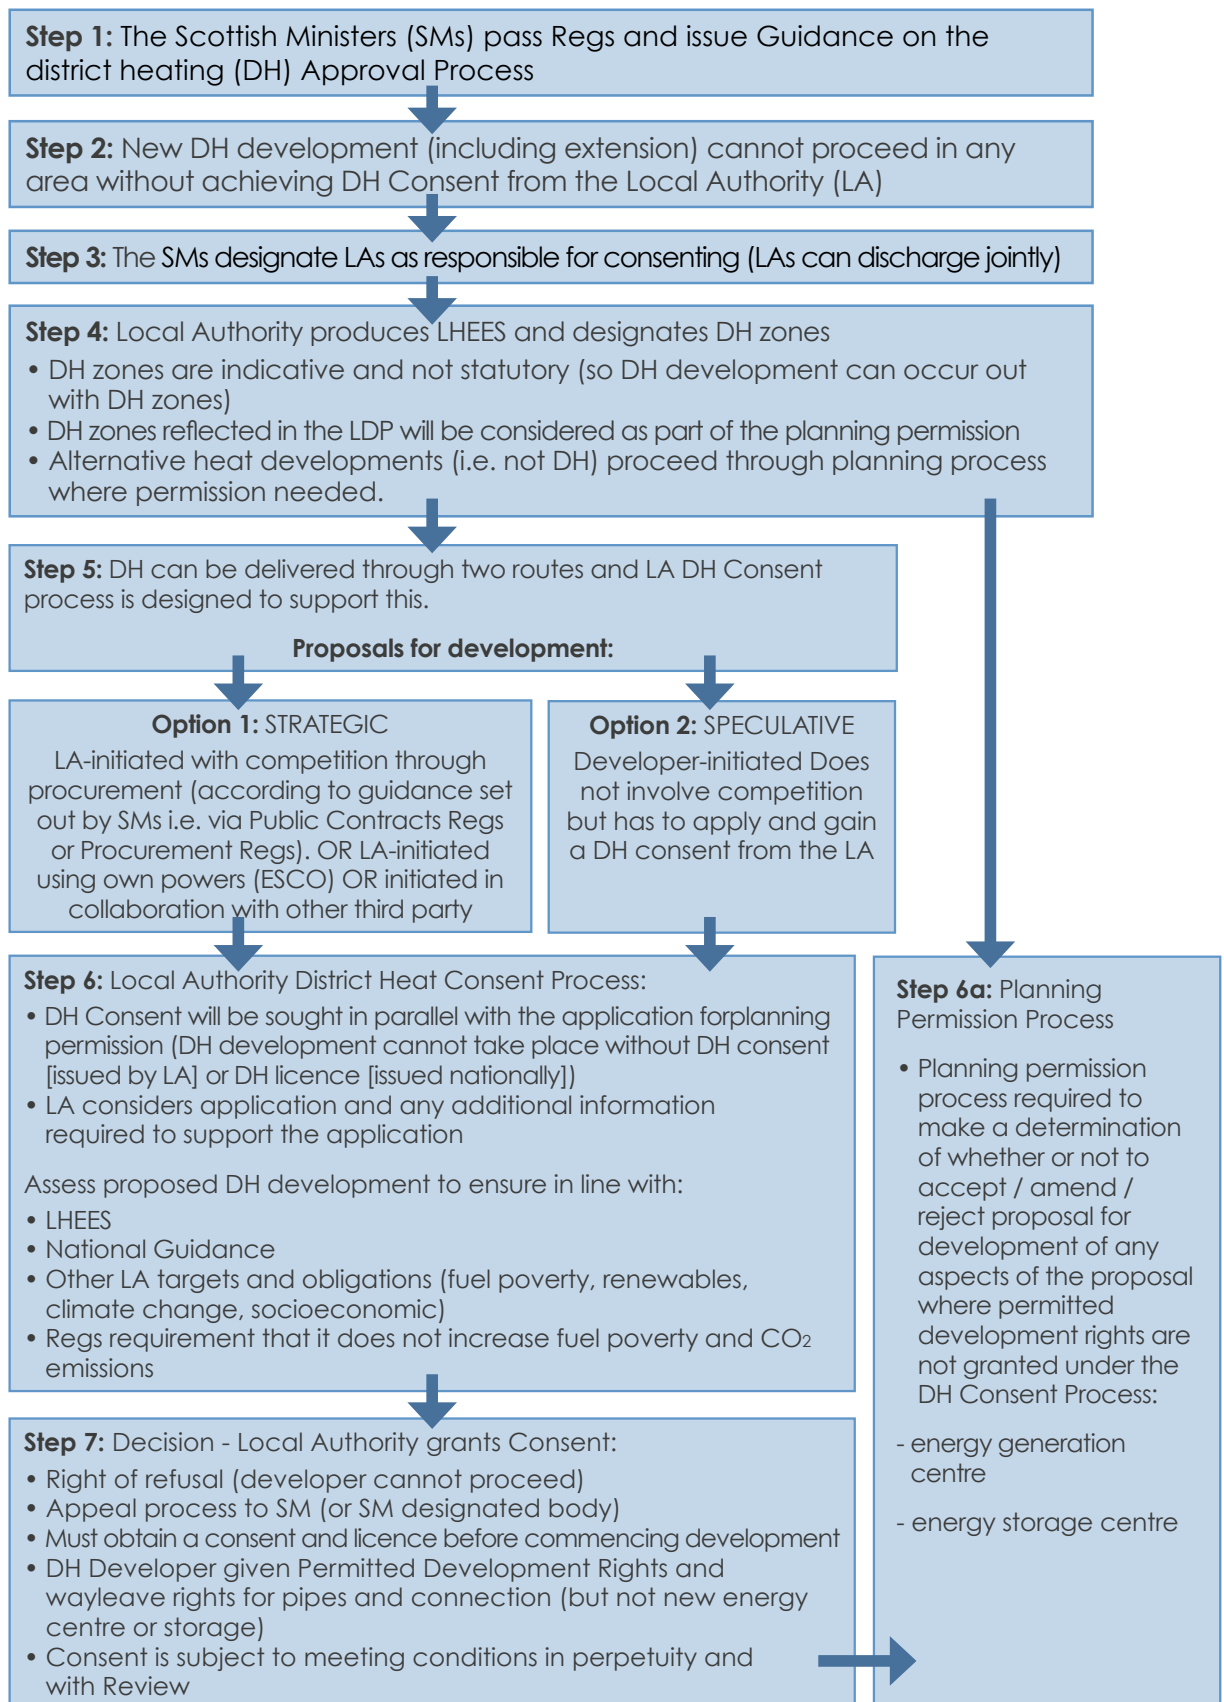 Step 1: The Scottish Ministers (SMs) pass Regs and issue Guidance on the
district heating (DH) Approval Process
Step 2: New DH development (including extension) cannot proceed in any
area without achieving DH Consent from the Local Authority (LA)
Step 3: The SMs designate LAs as responsible for consenting (LAs can discharge jointly)
Step 4: Local Authority produces LHEES and designates DH zones
• DH zones are indicative and not statutory (so DH development can occur out
with DH zones)
• DH zones reflected in the LDP will be considered as part of the planning permission
• Alternative heat developments (i.e. not DH) proceed through planning process
where permission needed.
Step 5: DH can be delivered through two routes and LA DH Consent
process is designed to support this.
Proposals for development:
Option 1: STRATEGIC
LA-initiated with competition through
procurement (according to guidance set
out by SMs i.e. via Public Contracts Regs
or Procurement Regs). OR LA-initiated
using own powers (ESCO) OR initiated in
collaboration with other third party
Option 2: SPECULATIVE
Developer-initiated Does
not involve competition
but has to apply and gain
a DH consent from the LA
Step 6: Local Authority District Heat Consent Process:
• DH Consent will be sought in parallel with the application forplanning
permission (DH development cannot take place without DH consent
[issued by LA] or DH licence [issued nationally])
• LA considers application and any additional information
required to support the application
Assess proposed DH development to ensure in line with:
• LHEES
• National Guidance
• Other LA targets and obligations (fuel poverty, renewables,
climate change, socioeconomic)
• Regs requirement that it does not increase fuel poverty and CO2
emissions
Step 6a: Planning
Permission Process
• Planning permission
process required to
make a determination
of whether or not to
accept / amend /
reject proposal for
development of any
aspects of the proposal
where permitted
development rights are
not granted under the
DH Consent Process:
- energy generation
centre
- energy storage centre
Step 7: Decision - Local Authority grants Consent:
• Right of refusal (developer cannot proceed)
• Appeal process to SM (or SM designated body)
• Must obtain a consent and licence before commencing development
• DH Developer given Permitted Development Rights and
wayleave rights for pipes and connection (but not new energy
centre or storage)
• Consent is subject to meeting conditions in perpetuity and
with Review